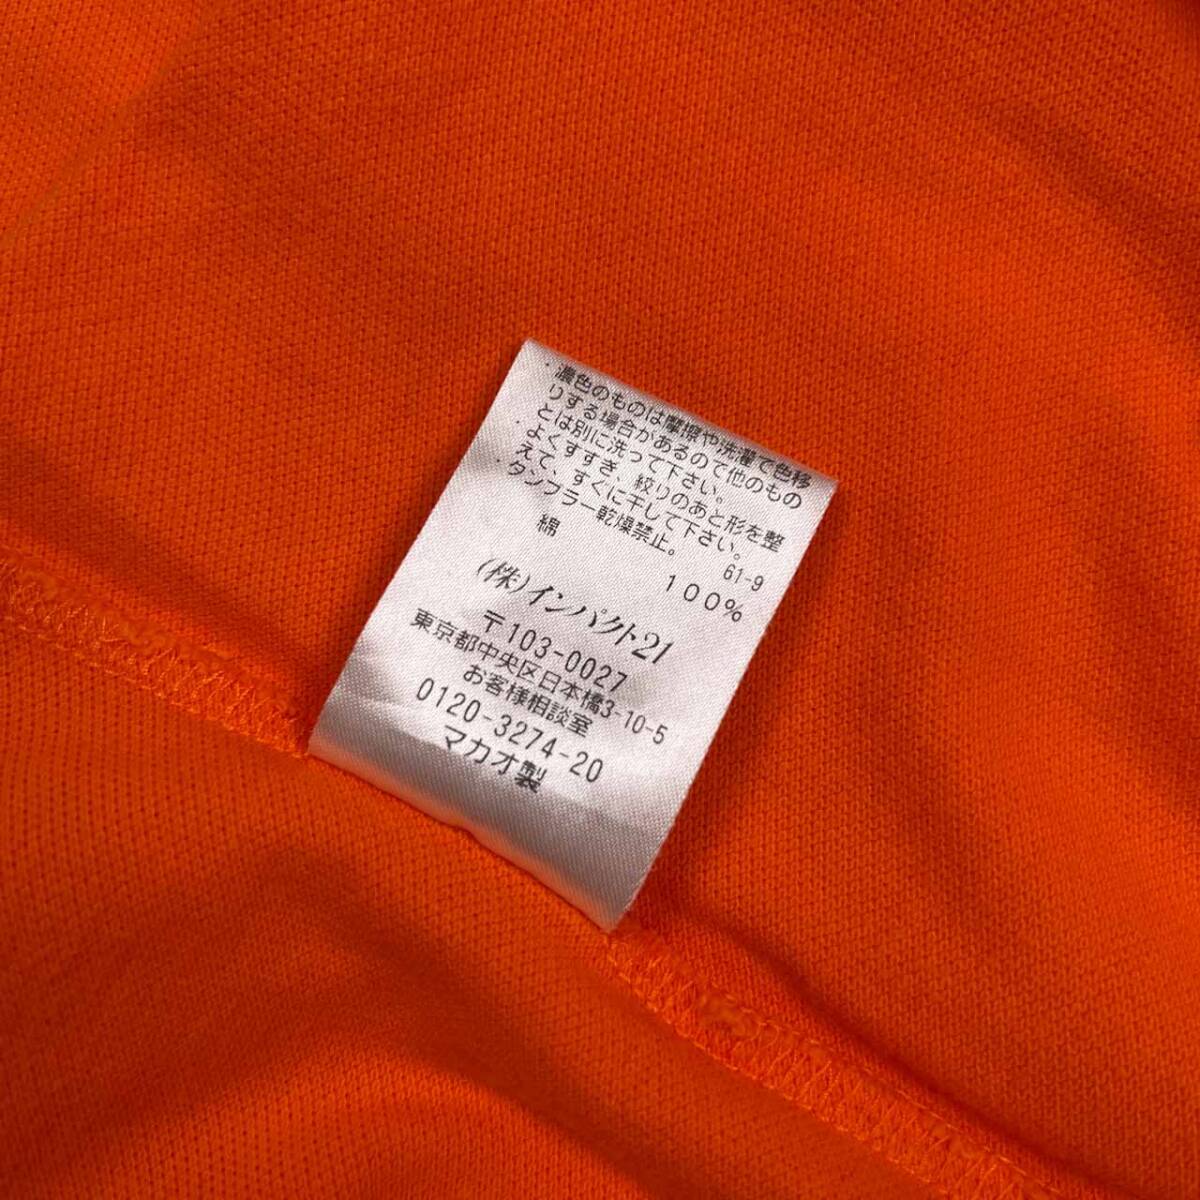 ・濃色のものは摩擦や洗濯で色移
りする場合があるので他のもの
とは別に洗って下さい。
・よくすすぎ、絞りのあと形を整
えて、すぐに干して下さい。
・タンブラー乾燥禁止。
61-9
綿 100%
(株)インパクト21
〒103-0027
東京都中央区日本橋3-10-5
お客様相談室
0120-3274-20
マカオ製